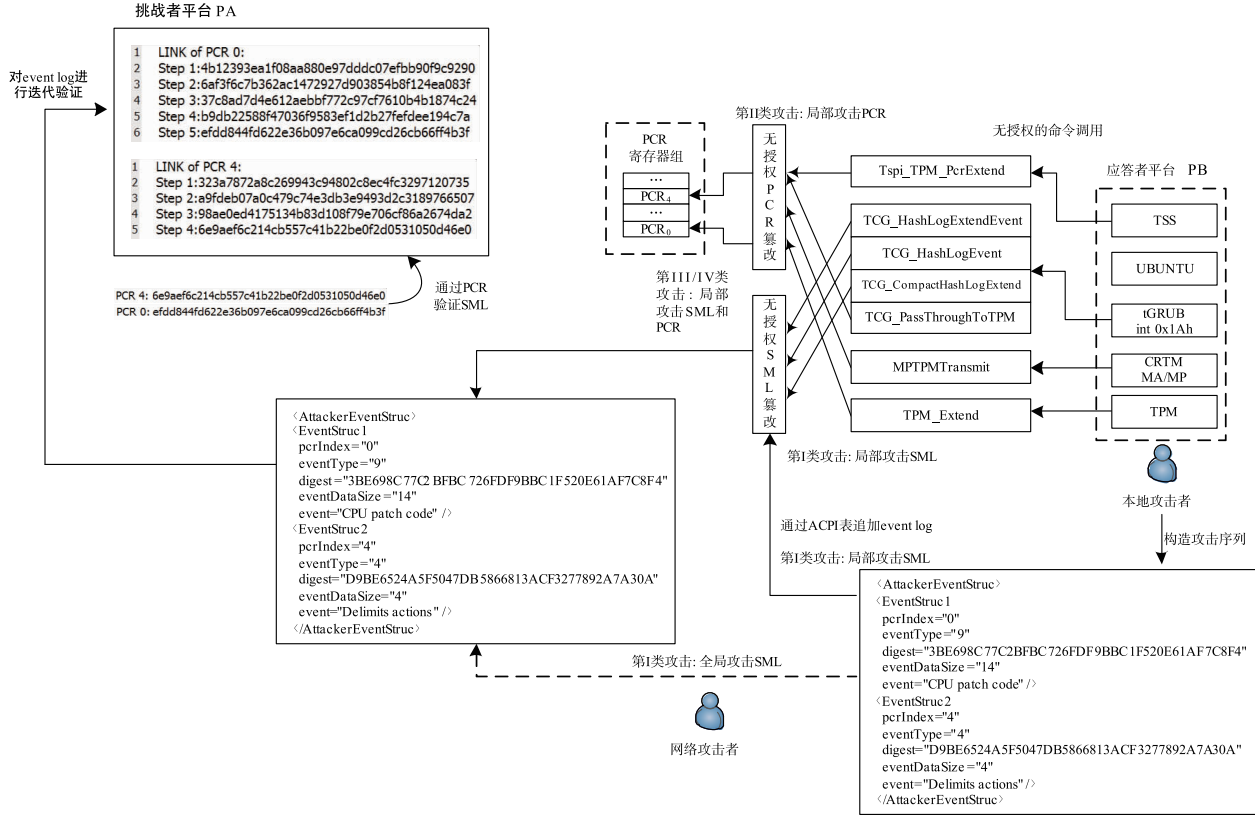 挑战者平台 PA
对event log进
行迭代验证
1 LINK of PCR 0:
2 Step 1:4b12393ea1f08aa880e97dddc07efbb90f9c9290
3 Step 2:6af3f6c7b362ac1472927d903854b8f124ea083f
4 Step 3:37c8ad7d4e612aebbf772c97cf7610b4b1874c24
5 Step 4:b9db22588f47036f9583ef1d2b27fefdee194c7a
6 Step 5:efdd844fd622e36b097e6ca099cd26cb66ff4b3f
1 LINK of PCR 4:
2 Step 1:323a7872a8c269943c94802c8ec4fc3297120735
3 Step 2:a9fdeb07a0c479c74e3db3e9493d2c3189766507
4 Step 3:98ae0ed4175134b83d108f79e706cf86a2674da2
5 Step 4:6e9aef6c214cb557c41b22be0f2d0531050d46e0
PCR 4: 6e9aef6c214cb557c41b22be0f2d0531050d46e0
PCR 0: efdd844fd622e36b097e6ca099cd26cb66ff4b3f
通过PCR
验证SML
PCR
寄存器组
…
PCR4
…
PCR0
第II类攻击: 局部攻击PCR
无授权PCR篡改
第III/IV类
攻击: 局部
攻击SML和
PCR
无授权SML篡改
无授权的命令调用
Tspi_TPM_PcrExtend
TCG_HashLogExtendEvent
TCG_HashLogEvent
TCG_CompactHashLogExtend
TCG_PassThroughToTPM
MPTPMTransmit
TPM_Extend
应答者平台 PB
TSS
UBUNTU
tGRUB
int 0x1Ah
CRTM
MA/MP
TPM
第I类攻击: 局部攻击SML
本地攻击者
构造攻击序列
通过ACPI表追加event log
第I类攻击: 局部攻击SML
<AttackerEventStruc>
<EventStruc1
pcrIndex="0"
eventType="9"
digest="3BE698C77C2 BFBC 726FDF9BBC1F520E61AF7C8F4"
eventDataSize="14"
event="CPU patch code" />
<EventStruc2
pcrIndex="4"
eventType="4"
digest="D9BE6524A5F5047DB5866813ACF3277892A7A30A"
eventDataSize="4"
event="Delimits actions" />
</AttackerEventStruc>
第I类攻击: 全局攻击SML
网络攻击者
<AttackerEventStruc>
<EventStruc1
pcrIndex="0"
eventType="9"
digest="3BE698C77C2BFBC726FDF9BBC1F520E61AF7C8F4"
eventDataSize="14"
event="CPU patch code" />
<EventStruc2
pcrIndex="4"
eventType="4"
digest="D9BE6524A5F5047DB5866813ACF3277892A7A30A"
eventDataSize="4"
event="Delimits actions" />
</AttackerEventStruc>